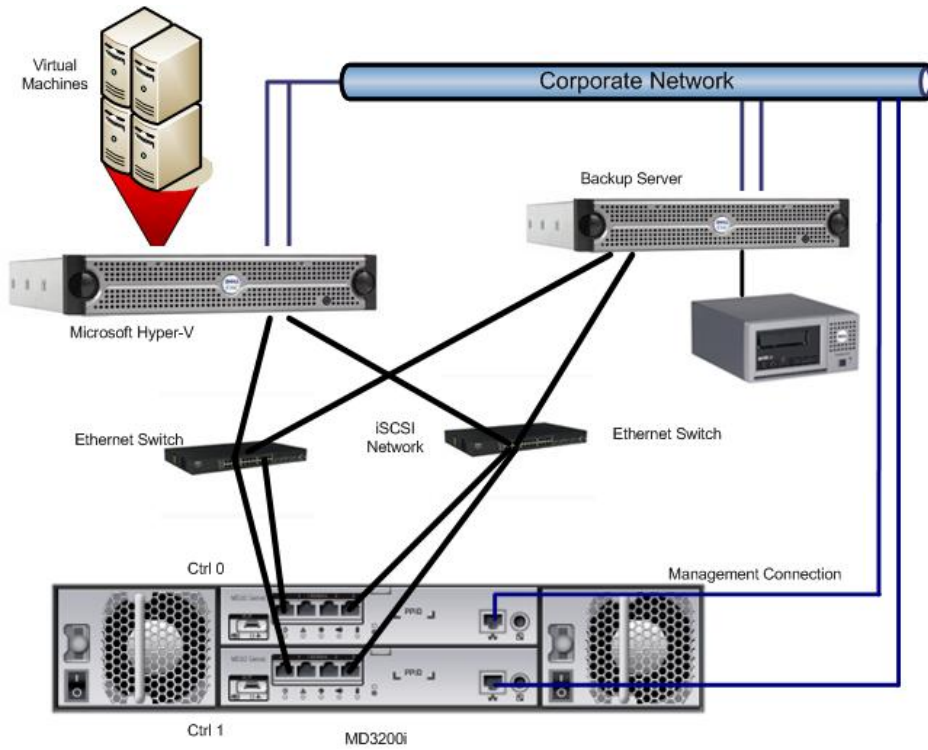 Virtual
Machines
Corporate Network
Backup Server
Microsoft Hyper-V
Ethernet Switch
iSCSI
Network
Ethernet Switch
Ctrl 0
Management Connection
Ctrl 1
MD3200i